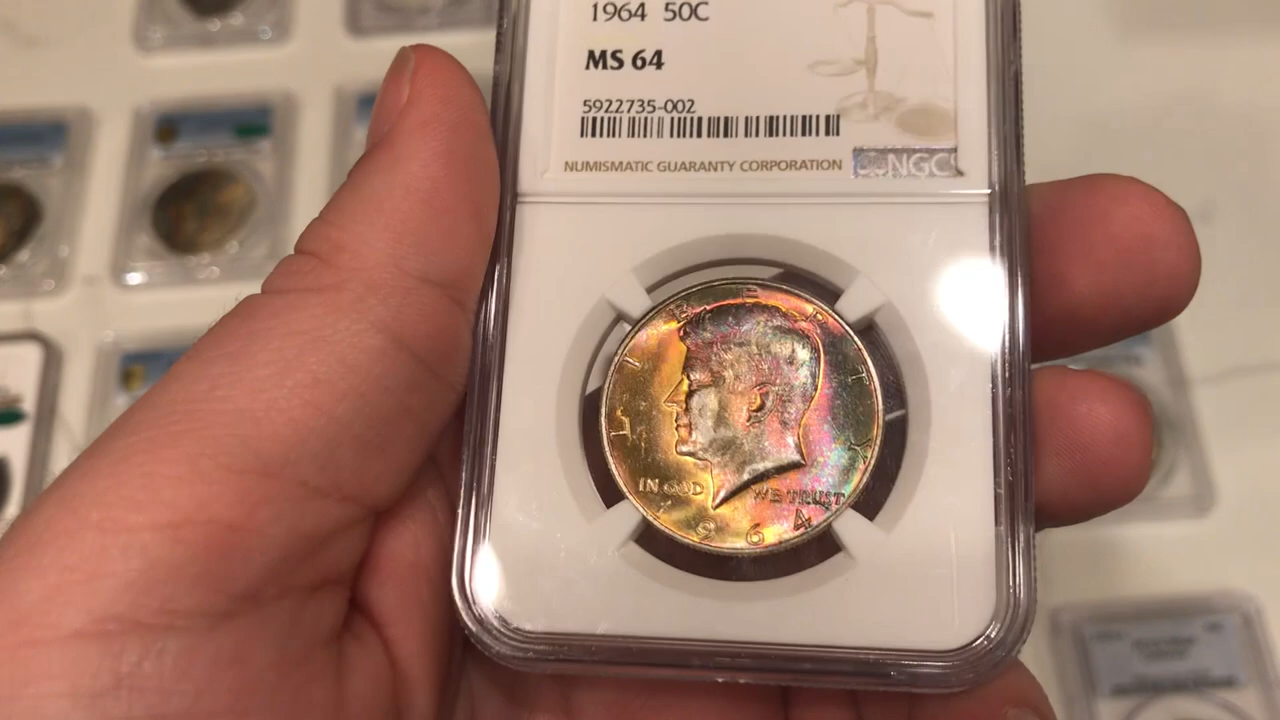 1964 50C
MS 64
5922735-002
NUMISMATIC GUARANTY CORPORATION NGC
LIBERTY
IN GOD WE TRUST
1964